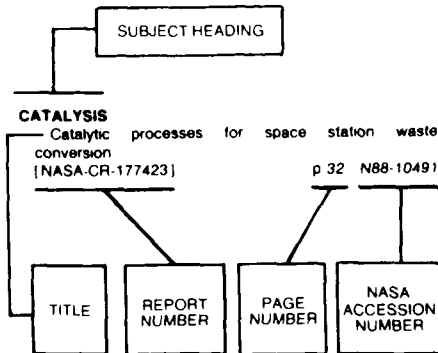 SUBJECT HEADING
CATALYSIS
Catalytic processes for space station waste
conversion
[NASA-CR-177423] p 32 N88-10491
TITLE
REPORT
NUMBER
PAGE
NUMBER
NASA
ACCESSION
NUMBER